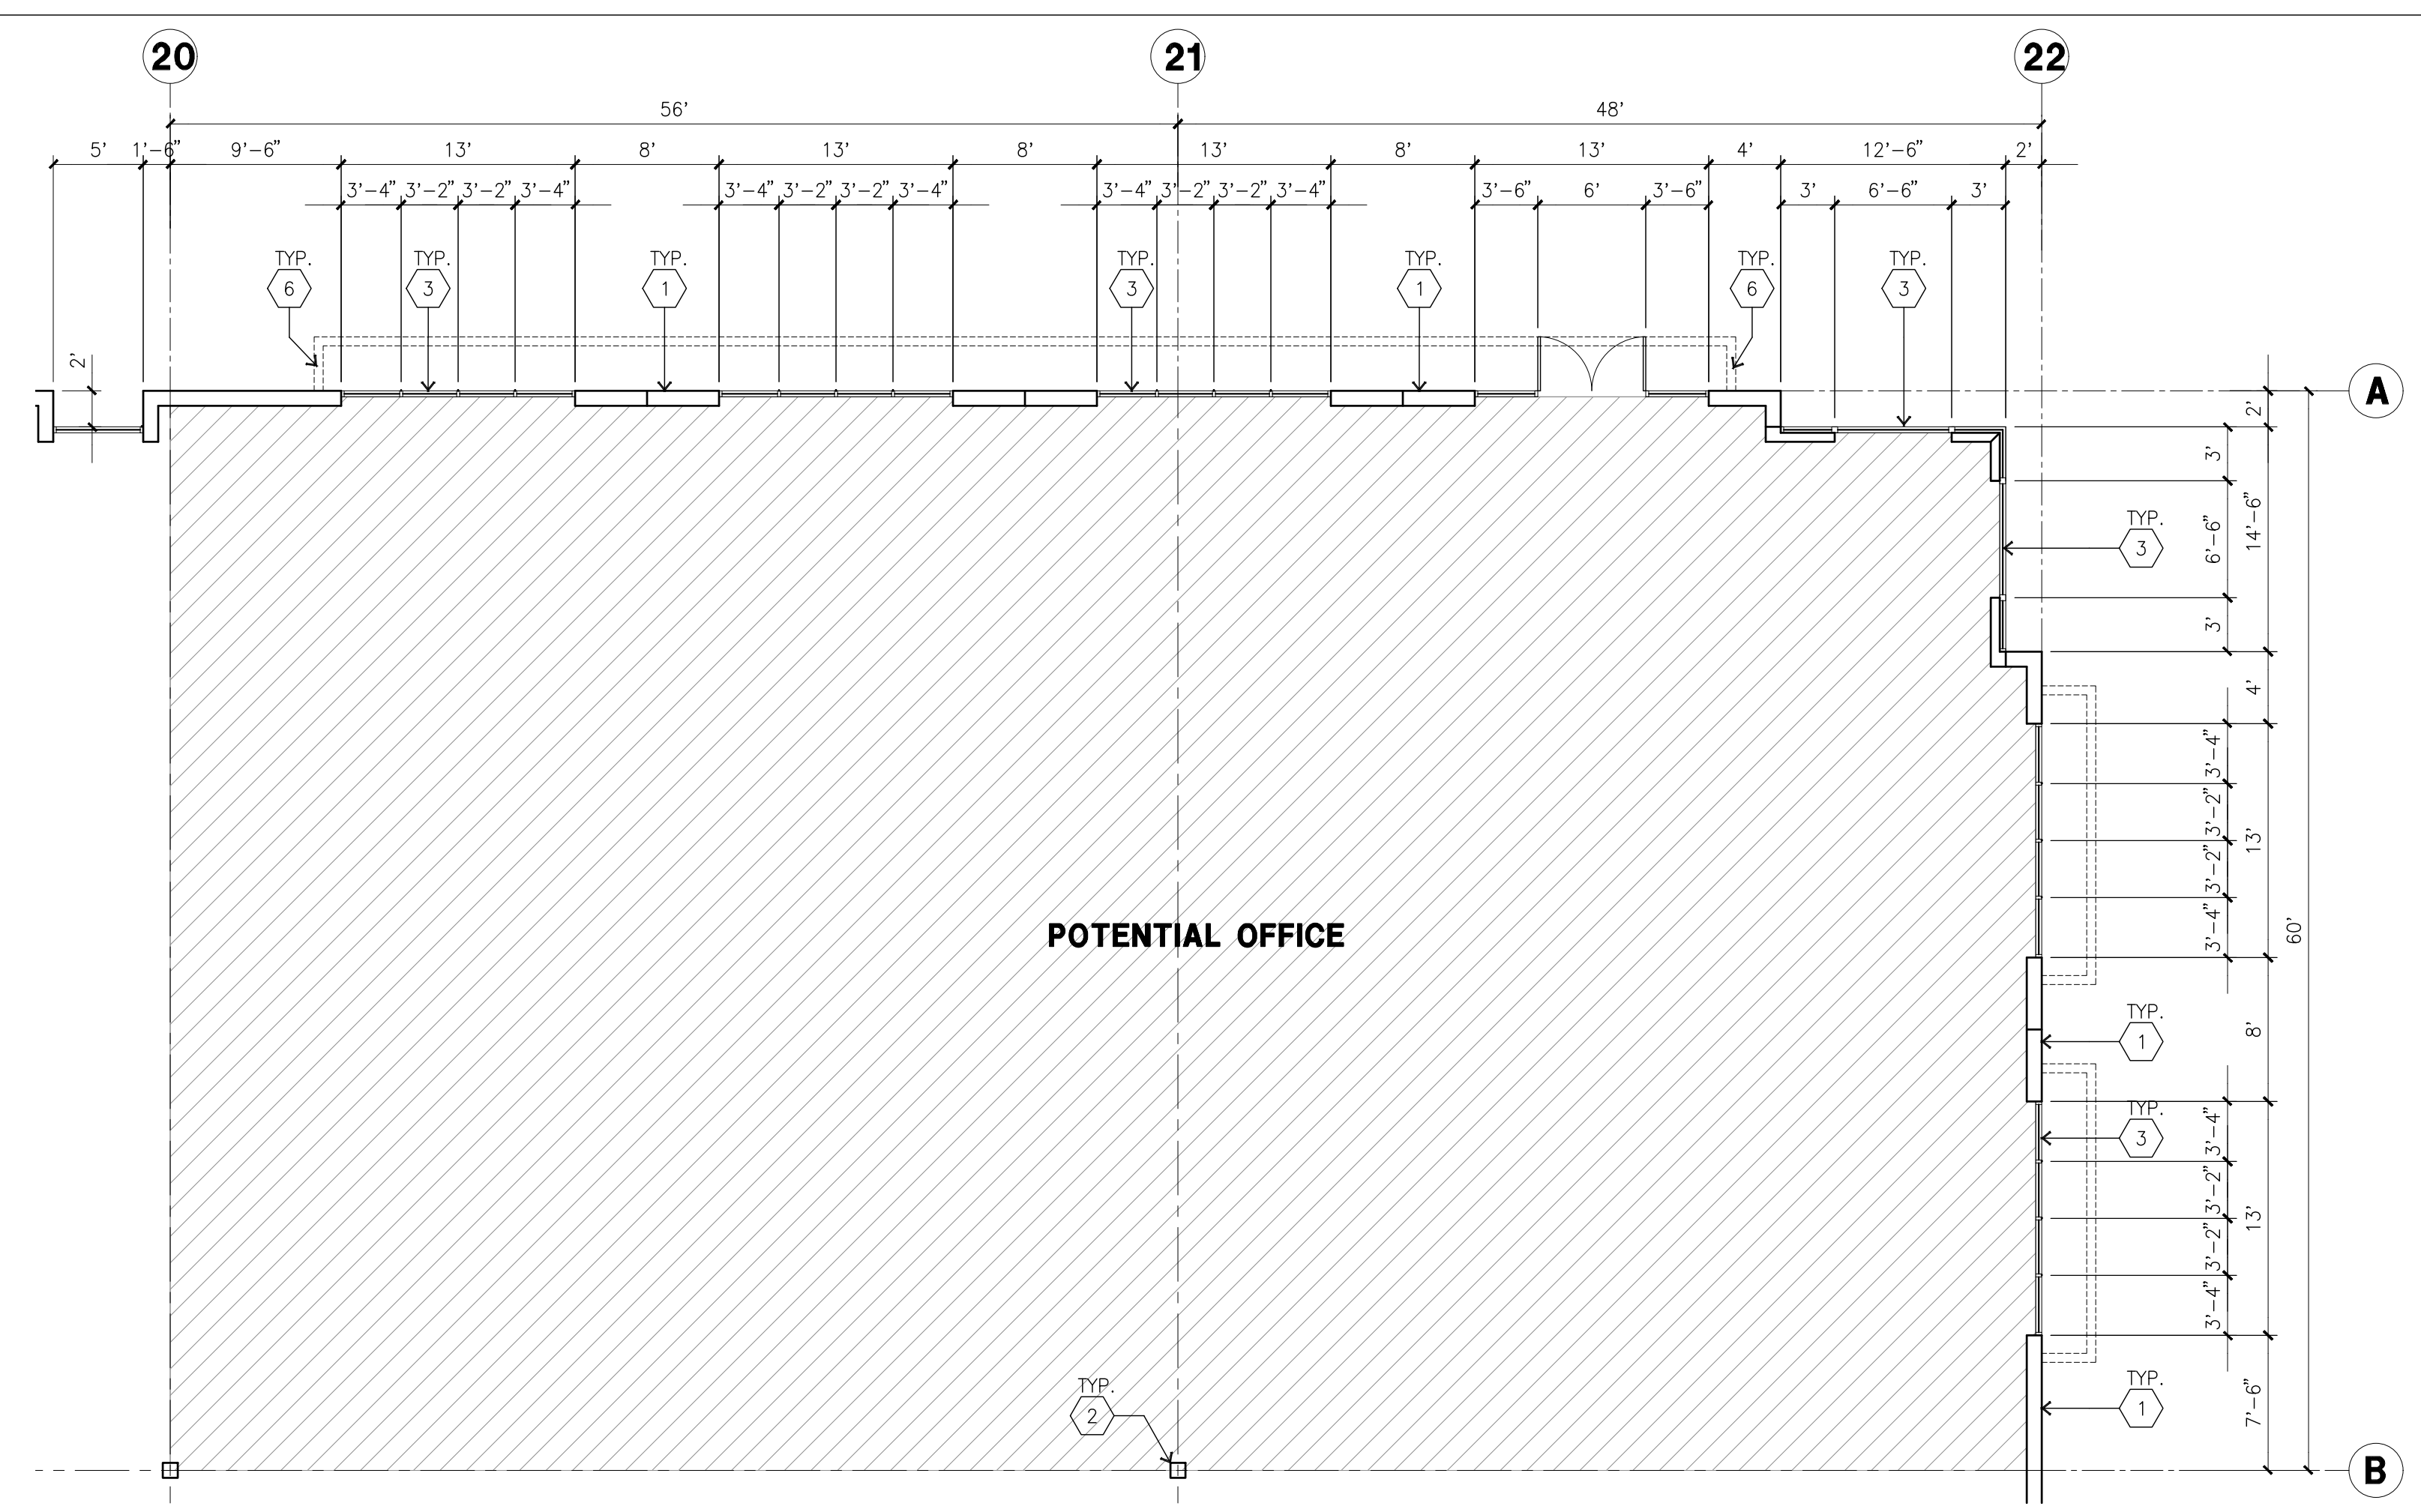 20 21 22
56' 48'
5' 1'-6" 9'-6" 13' 8' 13' 8' 13' 8' 13' 4' 12'-6" 2'
3'-4" 3'-2" 3'-2" 3'-4" 3'-4" 3'-2" 3'-2" 3'-4" 3'-4" 3'-2" 3'-2" 3'-4" 3'-6" 6' 3'-6" 3' 6'-6" 3'
TYP. TYP. TYP. TYP. TYP. TYP. TYP.
6 3 1 3 1 6 3
2'
A
2'
3'
14'-6"
TYP.
3
6'-6"
3'
4'
3'-4"
3'-2"
13'
3'-2"
3'-4"
60'
POTENTIAL OFFICE
TYP.
1
8'
TYP.
3
3'-4"
3'-2"
13'
3'-2"
3'-4"
TYP.
2
TYP.
1
7'-6"
B